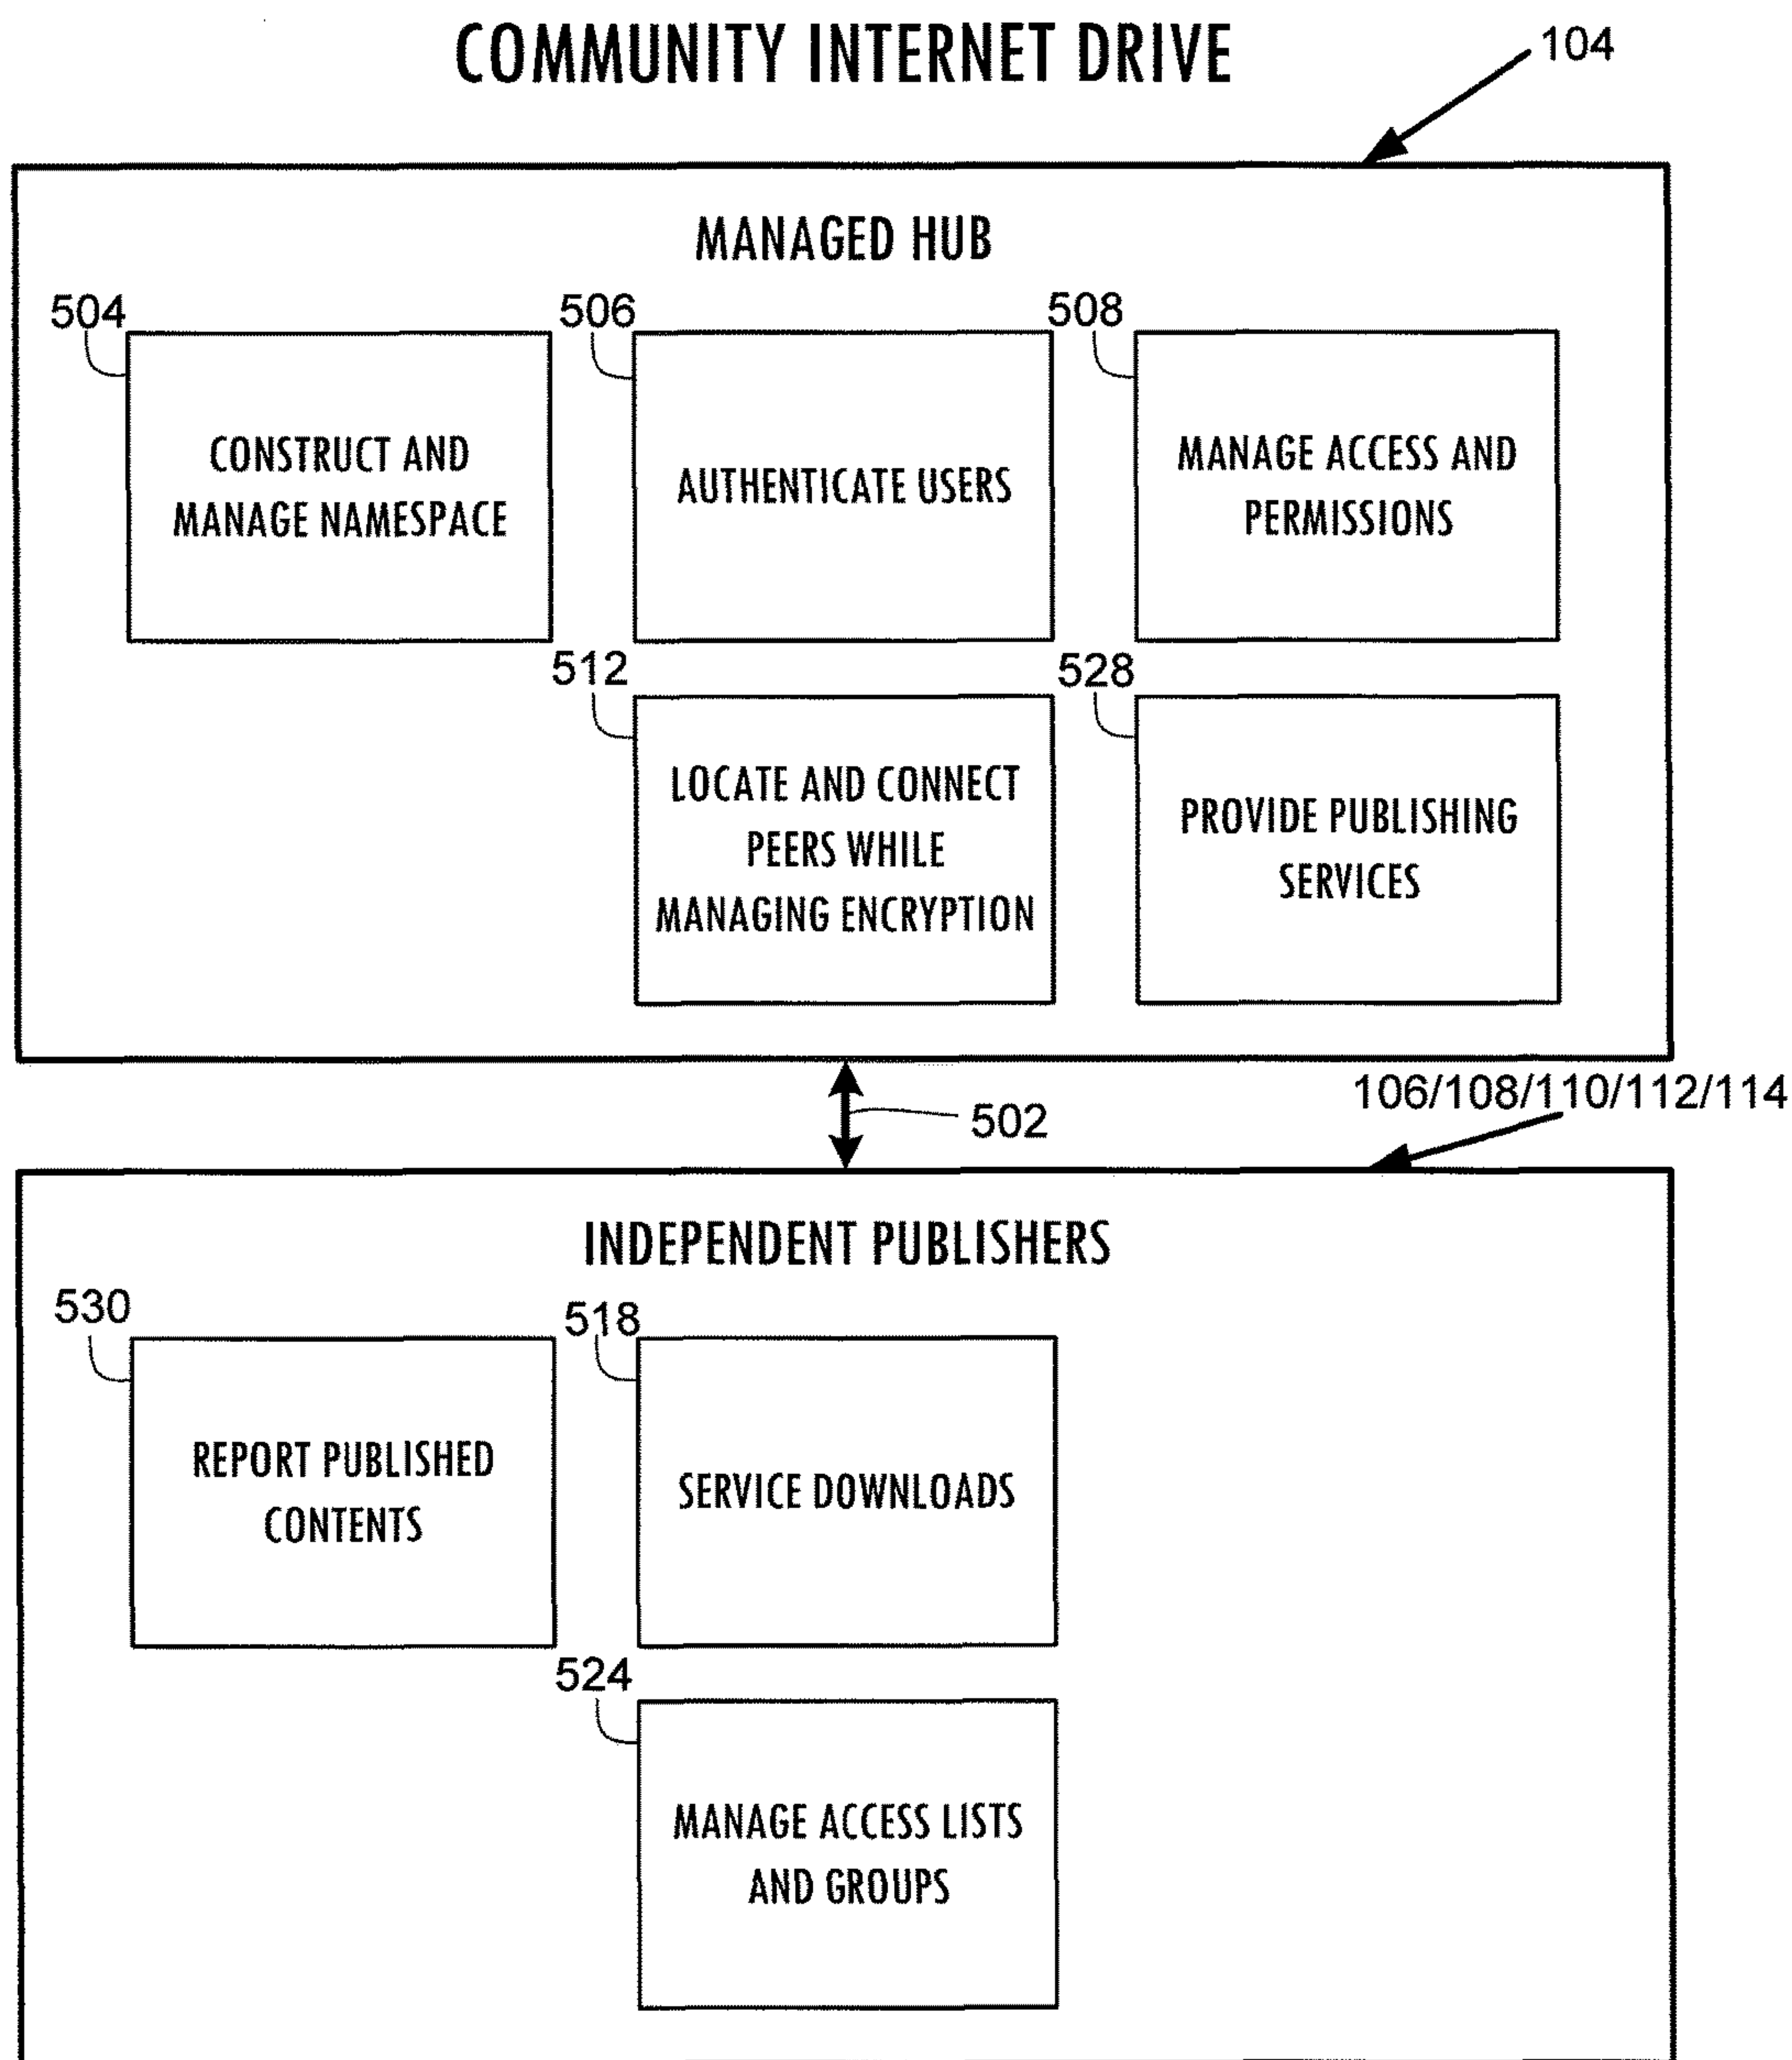 COMMUNITY INTERNET DRIVE
104
MANAGED HUB
504
506
508
CONSTRUCT AND
MANAGE NAMESPACE
AUTHENTICATE USERS
MANAGE ACCESS AND
PERMISSIONS
512
528
LOCATE AND CONNECT
PEERS WHILE
MANAGING ENCRYPTION
PROVIDE PUBLISHING
SERVICES
502
106/108/110/112/114
INDEPENDENT PUBLISHERS
530
518
REPORT PUBLISHED
CONTENTS
SERVICE DOWNLOADS
524
MANAGE ACCESS LISTS
AND GROUPS